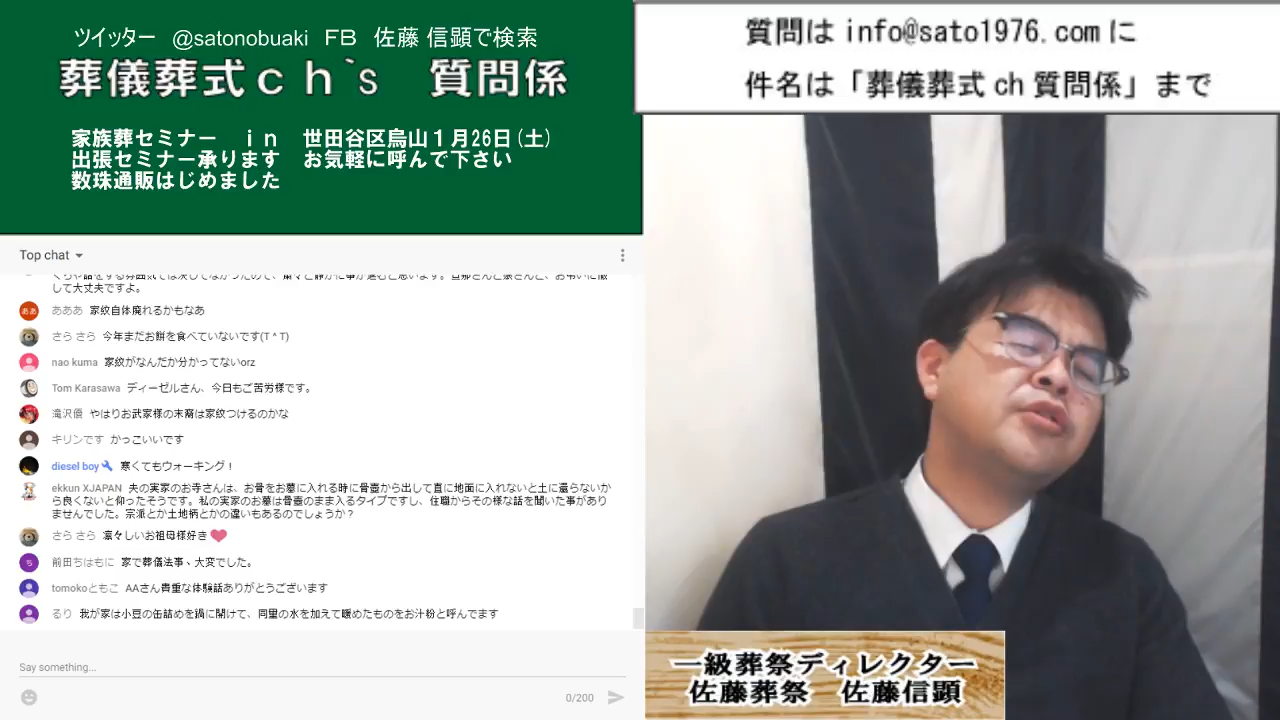 ツイッター　@satonobuaki　ＦＢ　佐藤 信顕で検索
葬儀葬式ｃｈ`s　質問係
家族葬セミナー　ｉｎ　世田谷区烏山１月26日(土)
出張セミナー承ります　お気軽に呼んで下さい
数珠通販はじめました
質問は info@sato1976.com に
件名は「葬儀葬式 ch 質問係」まで
Top chat
して大丈夫ですよ。
あああ 家紋自体廃れるかもなあ
さら さら 今年まだお餅を食べていないです(T＾T)
nao kuma 家紋がなんだか分かってないorz
Tom Karasawa ディーゼルさん、今日もご苦労様です。
滝沢優 やはりお武家様の末裔は家紋つけるのかな
キリンです かっこいいです
diesel boy 寒くてもウォーキング！
ekkun XJAPAN 夫の実家のお寺さんは、お骨をお墓に入れる時に骨壺から出して直に地面に入れないと土に還らないか
ら良くないと仰ったそうです。私の実家のお墓は骨壺のまま入るタイプですし、住職からその様な話を聞いた事があり
ませんでした。宗派とか土地柄とかの違いもあるのでしょうか？
さら さら 凛々しいお祖母様好き
前田ちはもに 家で葬儀法事、大変でした。
tomokoともこ AAさん貴重な体験話ありがとうございます
るり 我が家は小豆の缶詰めを鍋に開けて、同量の水を加えて暖めたものをお汁粉と呼んでます
Say something...
0/200
一級葬祭ディレクター
佐藤葬祭　佐藤信顕